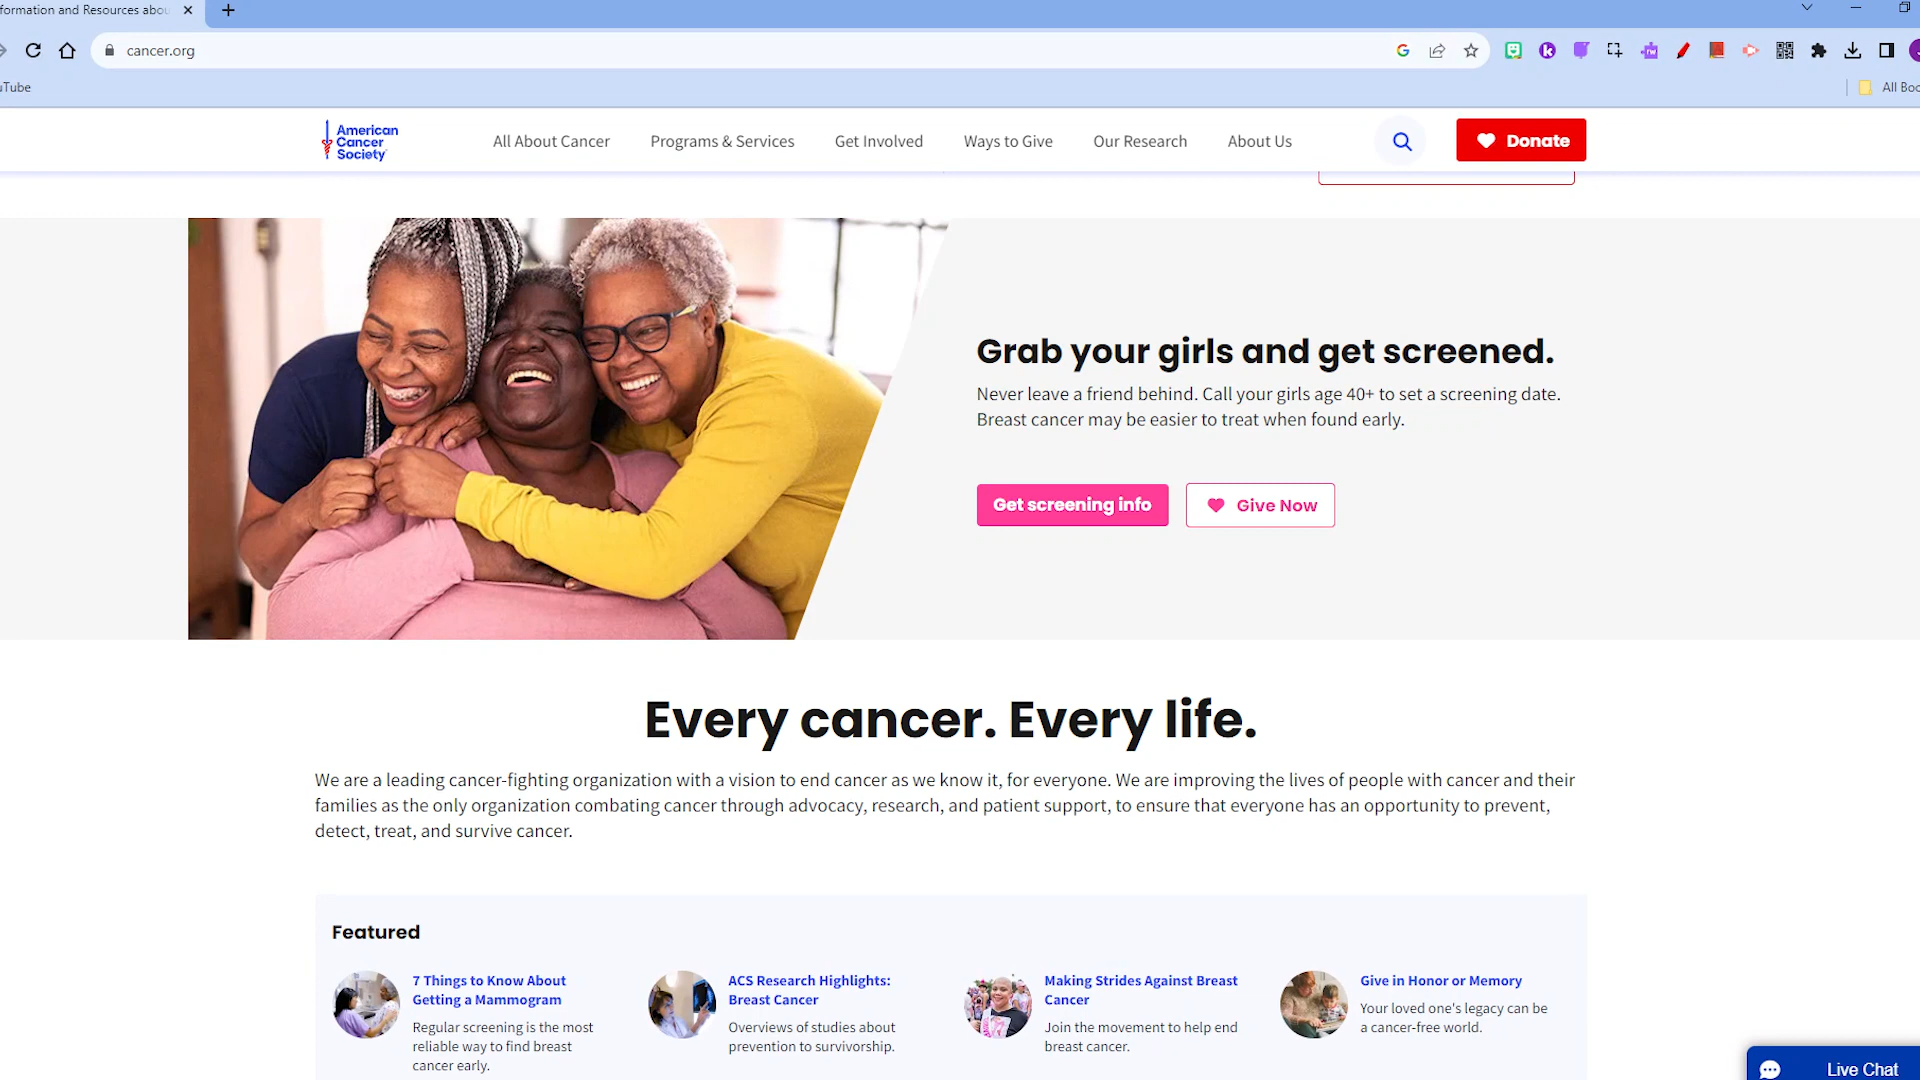 formation and Resources abou
cancer.org
uTube
All Boo
American
Cancer
Society
All About Cancer
Programs & Services
Get Involved
Ways to Give
Our Research
About Us
Donate
Grab your girls and get screened.
Never leave a friend behind. Call your girls age 40+ to set a screening date.
Breast cancer may be easier to treat when found early.
Get screening info
Give Now
Every cancer. Every life.
We are a leading cancer-fighting organization with a vision to end cancer as we know it, for everyone. We are improving the lives of people with cancer and their
families as the only organization combating cancer through advocacy, research, and patient support, to ensure that everyone has an opportunity to prevent,
detect, treat, and survive cancer.
Featured
7 Things to Know About
Getting a Mammogram
Regular screening is the most
reliable way to find breast
cancer early.
ACS Research Highlights:
Breast Cancer
Overviews of studies about
prevention to survivorship.
Making Strides Against Breast
Cancer
Join the movement to help end
breast cancer.
Give in Honor or Memory
Your loved one's legacy can be
a cancer-free world.
Live Chat